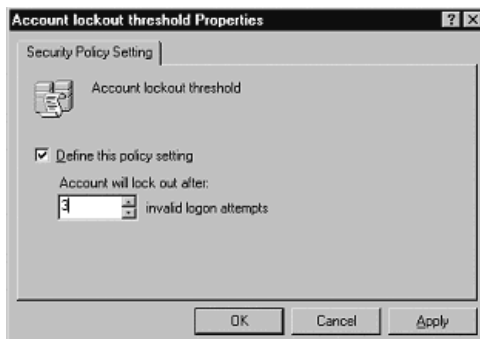 Account lockout threshold Properties
Security Policy Setting
Account lockout threshold
Define this policy setting
Account will lock out after:
3 invalid logon attempts
OK Cancel Apply